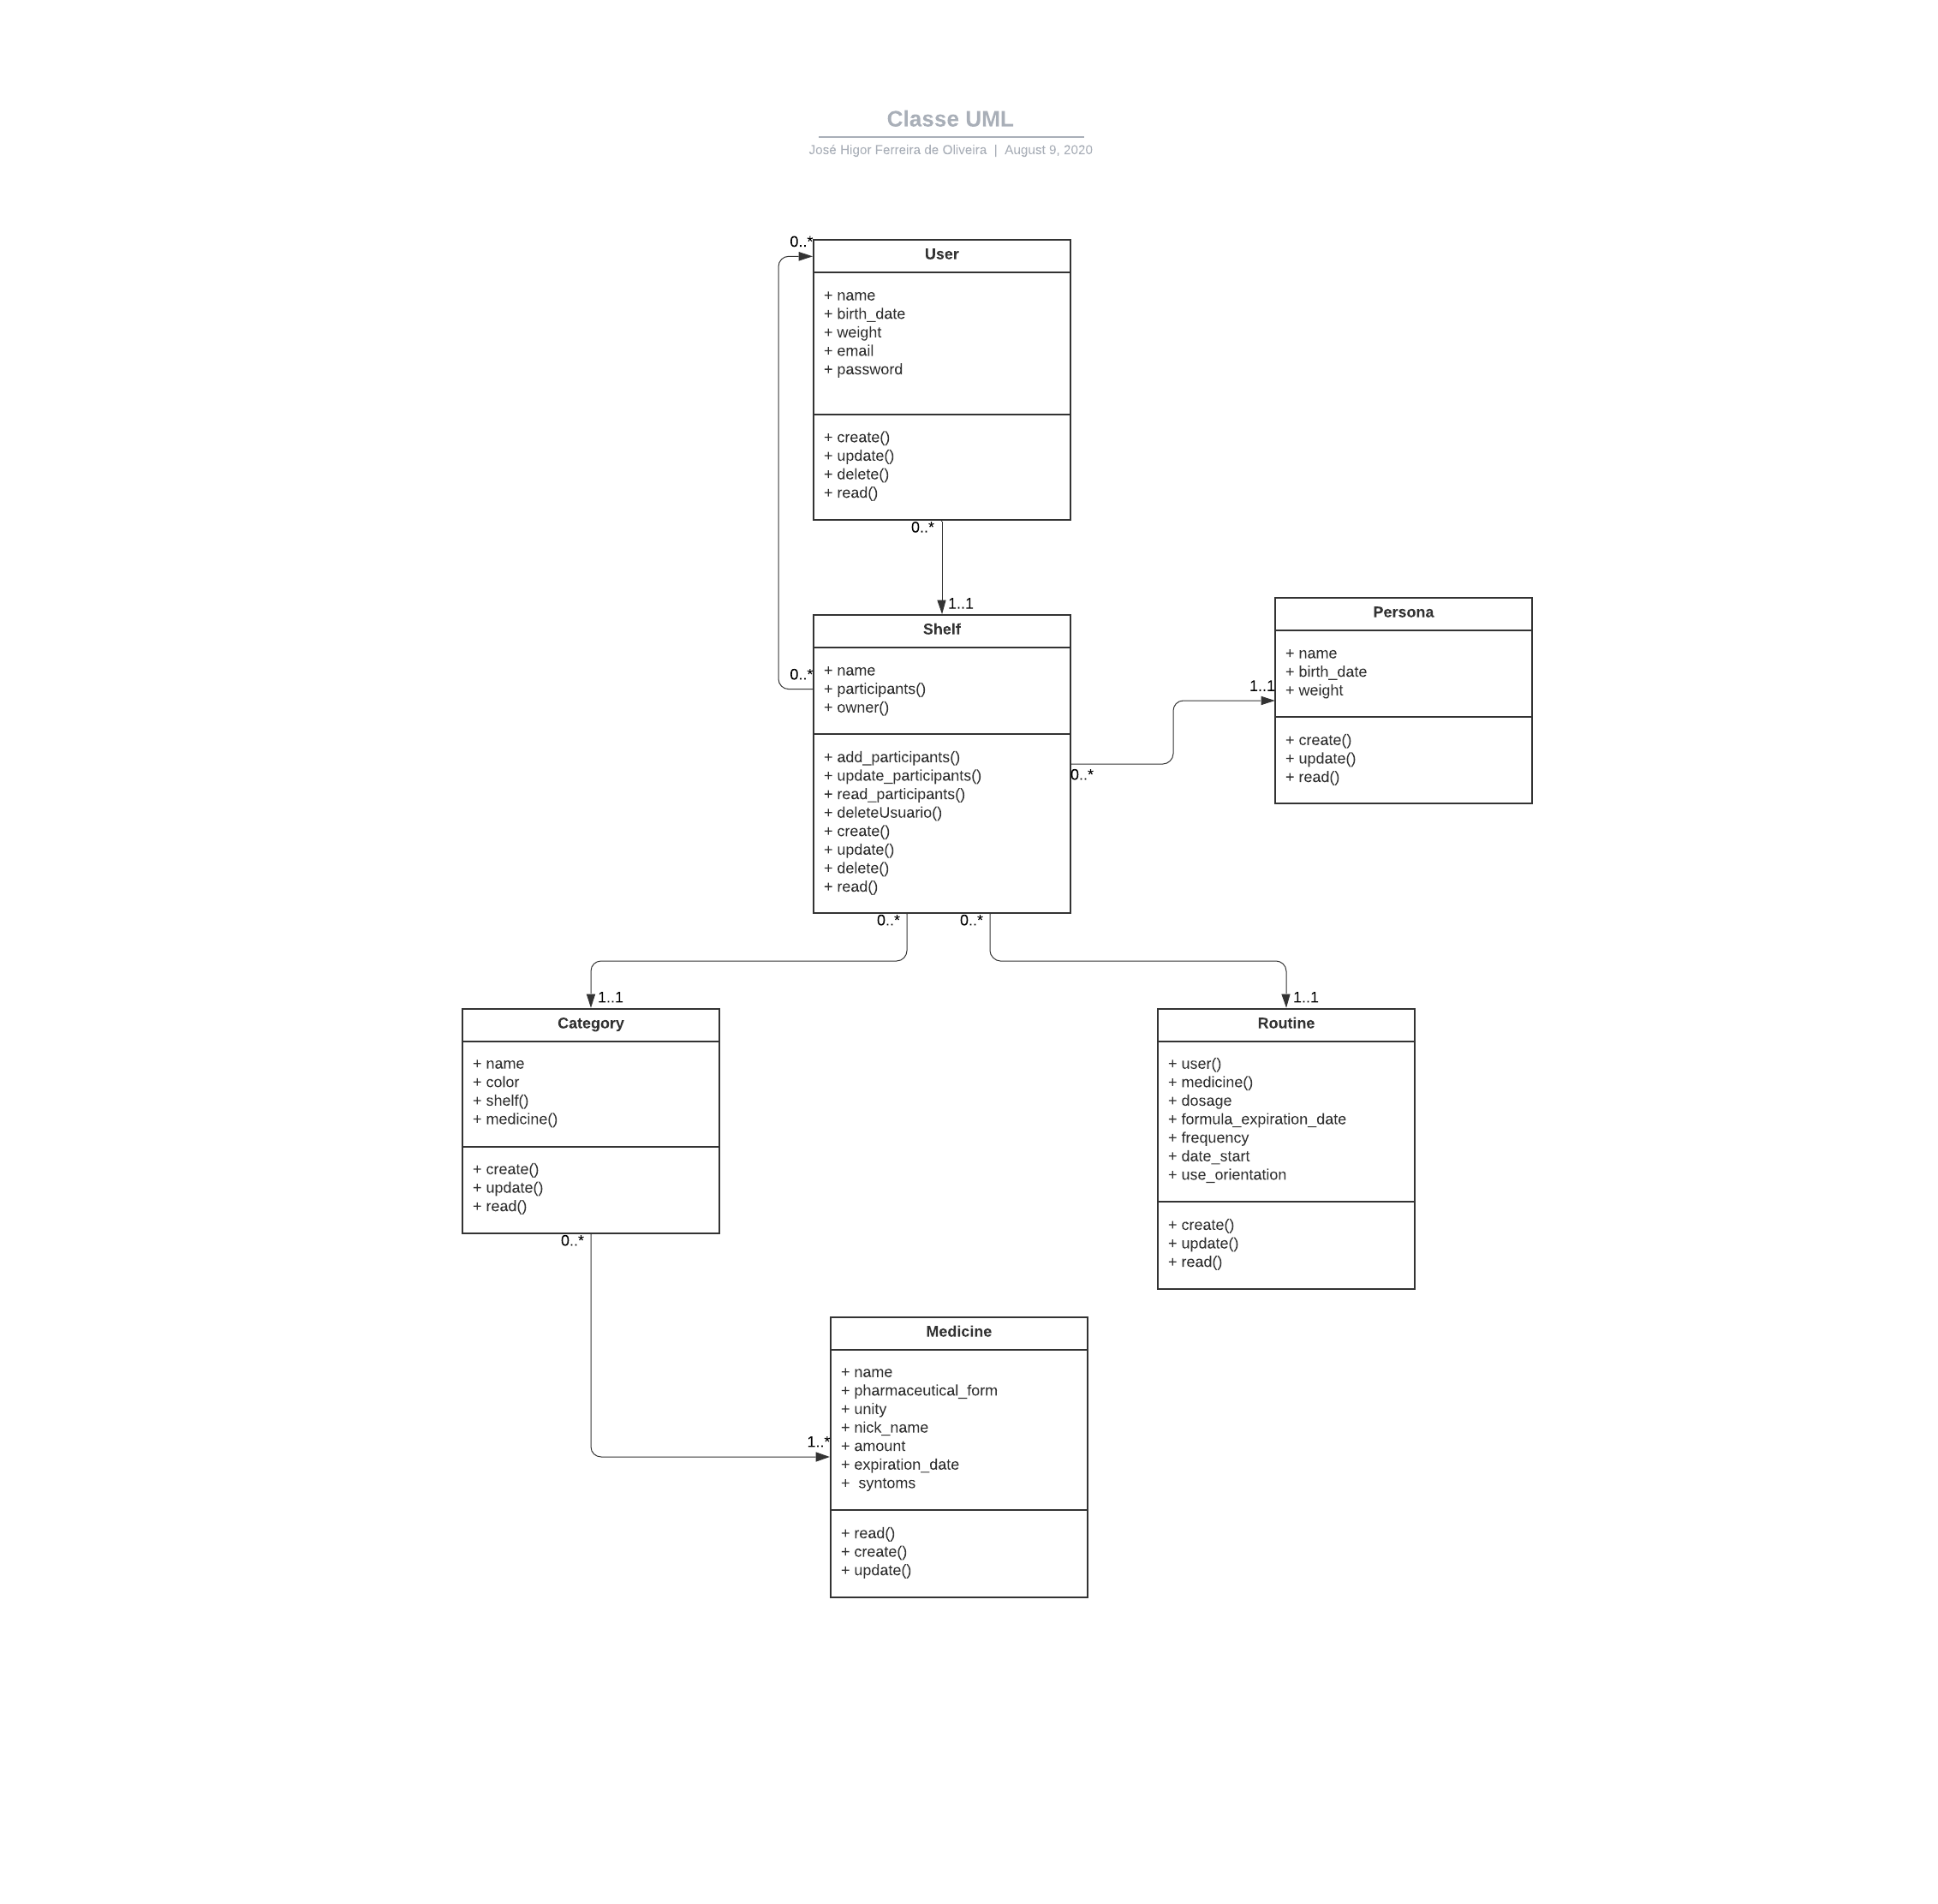 Classe UML
José Higor Ferreira de Oliveira | August 9, 2020
0..*
User
+ name
+ birth_date
+ weight
+ email
+ password
+ create()
+ update()
+ delete()
+ read()
0..*
1..1
Shelf
0..*
+ name
+ participants()
+ owner()
+ add_participants()
+ update_participants()
+ read_participants()
+ deleteUsuario()
+ create()
+ update()
+ delete()
+ read()
0..*
1..1
Persona
+ name
+ birth_date
+ weight
+ create()
+ update()
+ read()
0..*
0..*
1..1
Category
+ name
+ color
+ shelf()
+ medicine()
+ create()
+ update()
+ read()
0..*
1..1
Routine
+ user()
+ medicine()
+ dosage
+ formula_expiration_date
+ frequency
+ date_start
+ use_orientation
+ create()
+ update()
+ read()
1..*
Medicine
+ name
+ pharmaceutical_form
+ unity
+ nick_name
+ amount
+ expiration_date
+  syntoms
+ read()
+ create()
+ update()